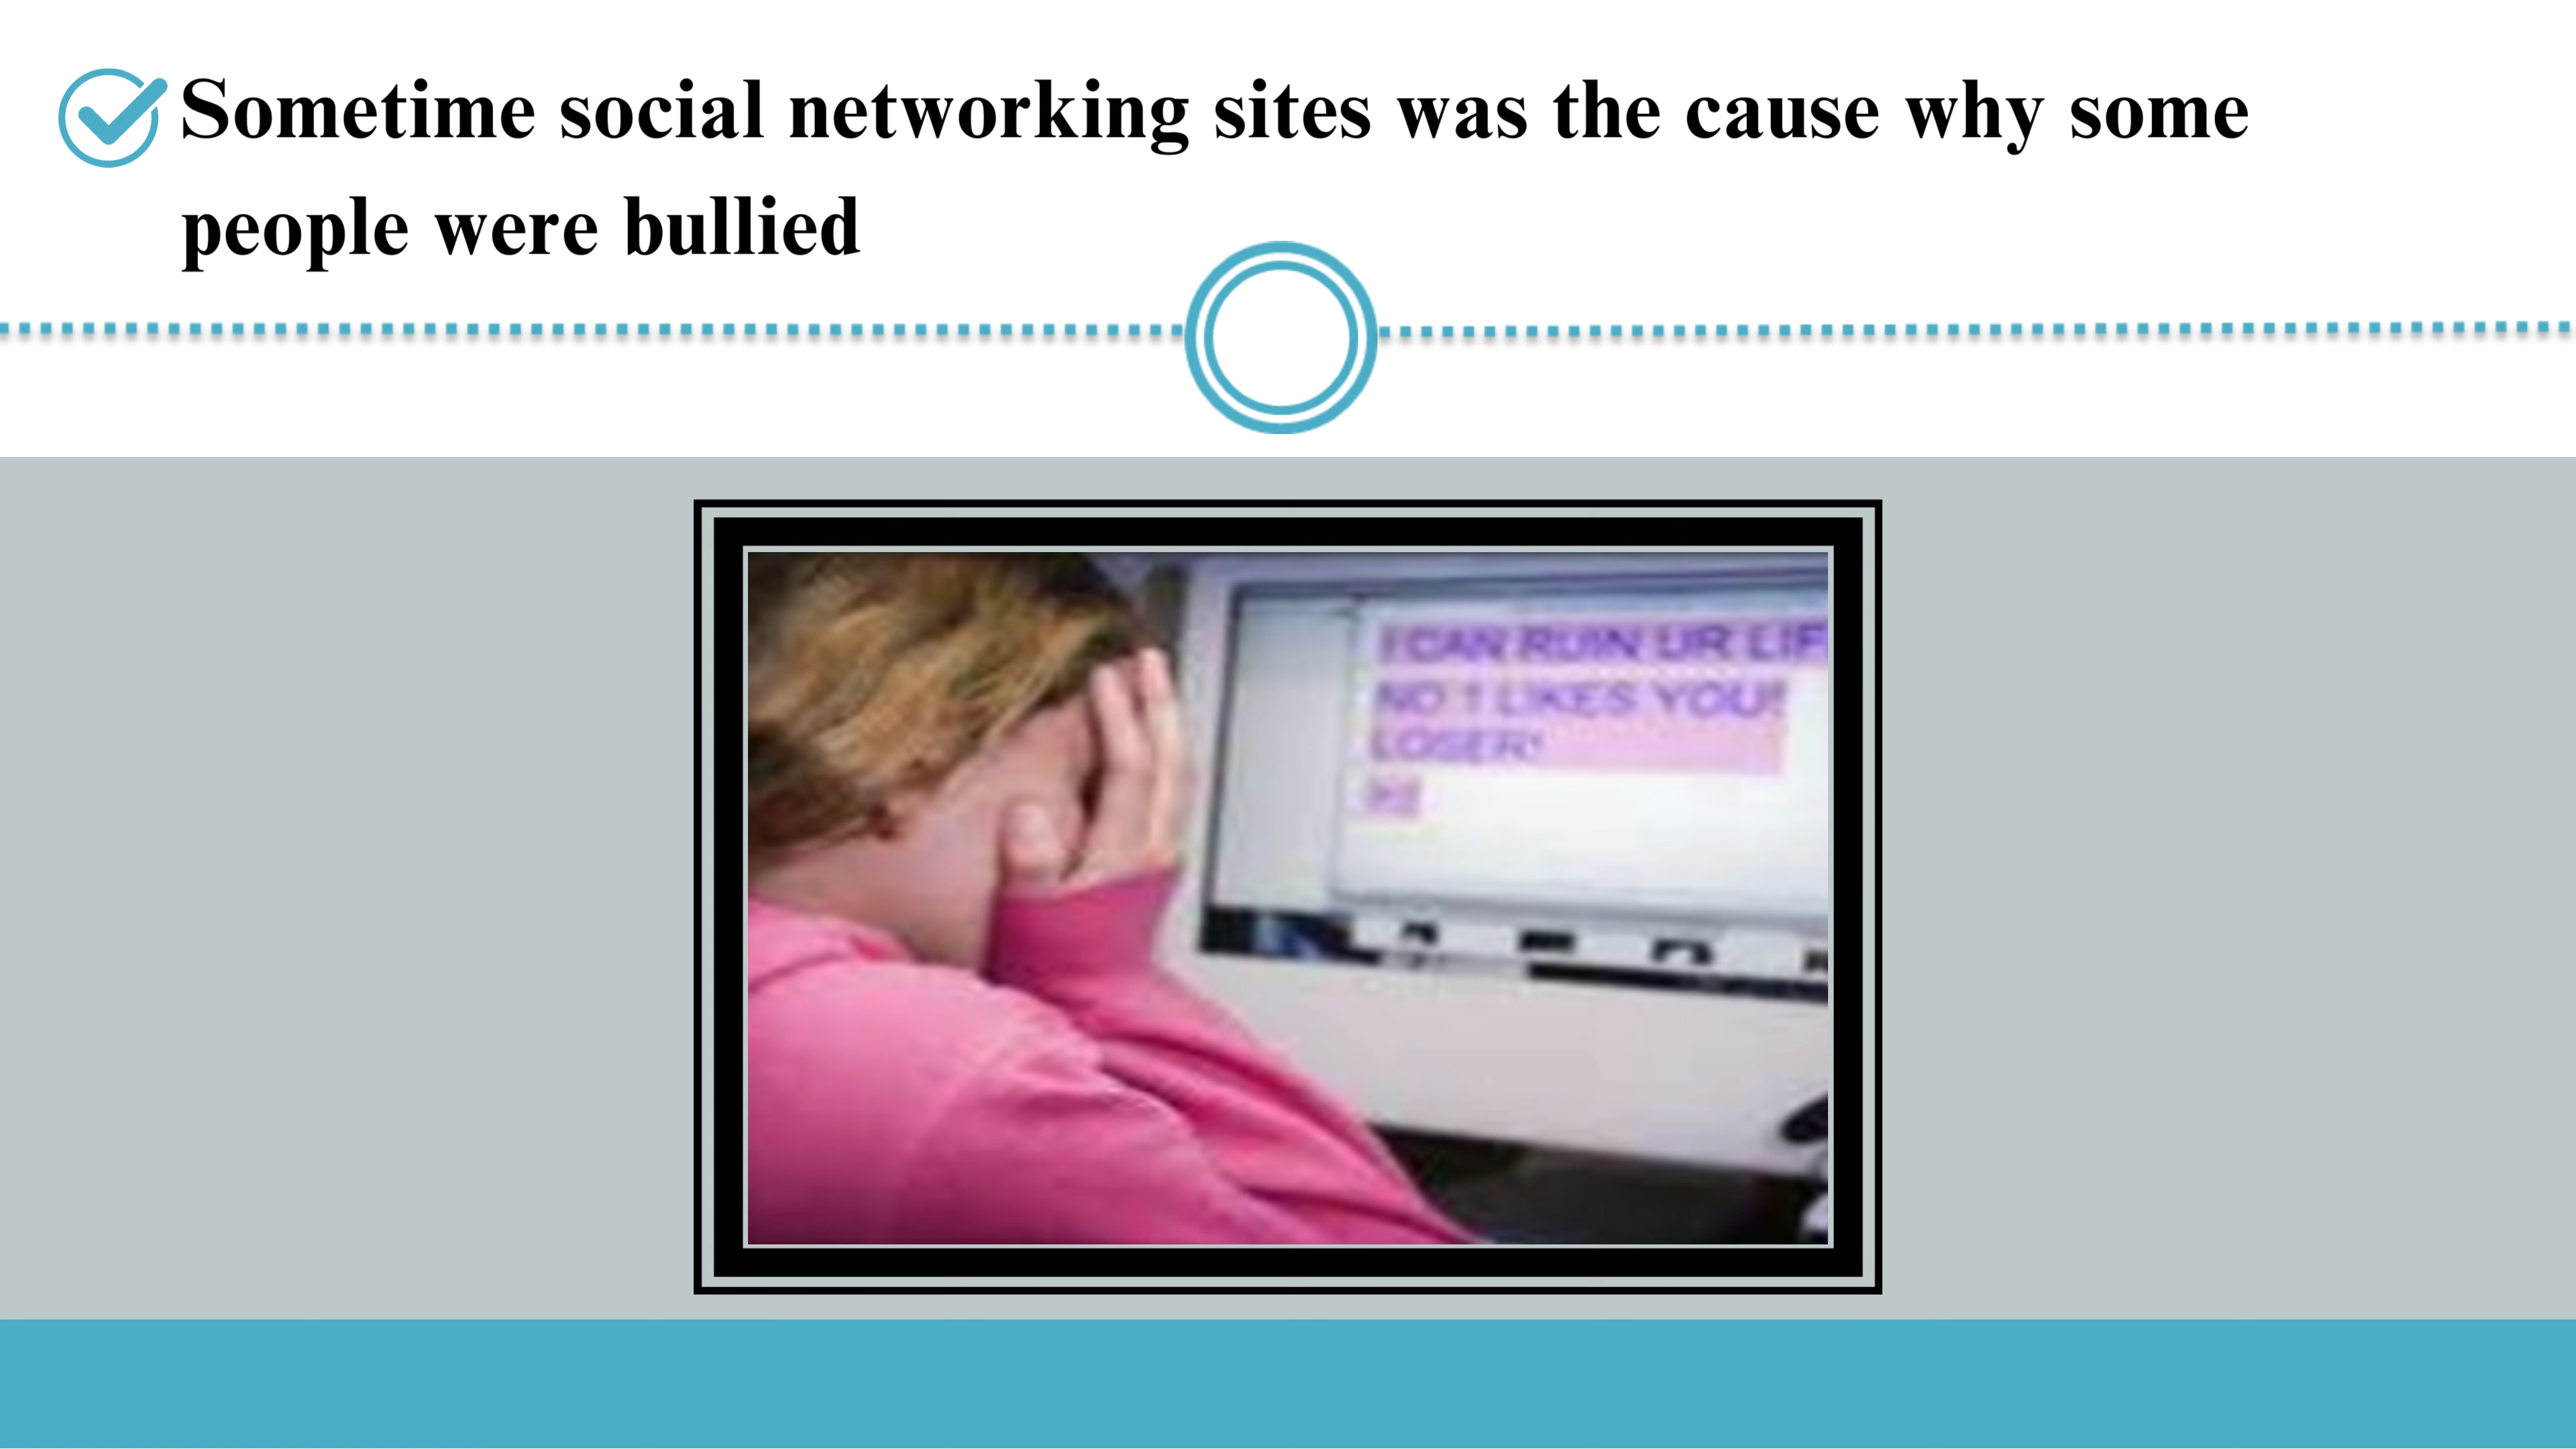 Sometime social networking sites was the cause why some
people were bullied
I CAN RUIN UR LIF
NO 1 LIKES YOU!
LOSER!